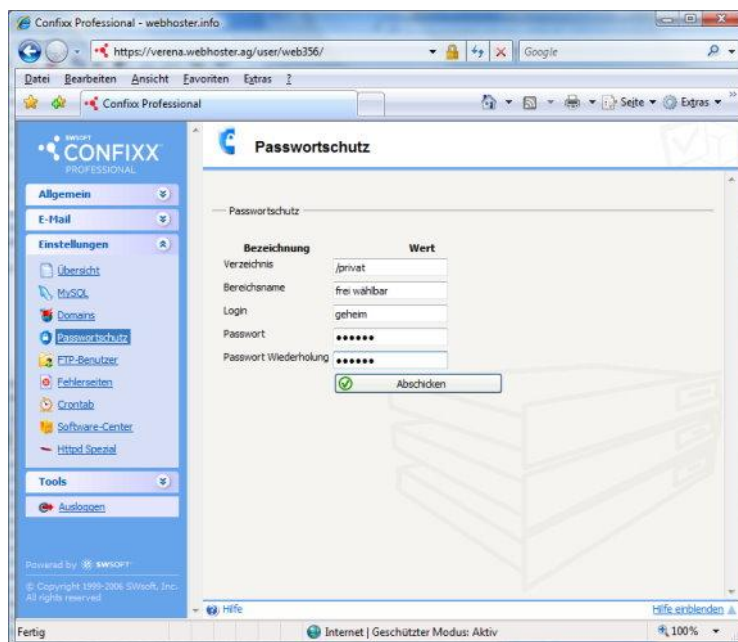 Confixx Professional - webhoster.info
https://verena.webhoster.ag/user/web356/
Google
Datei Bearbeiten Ansicht Favoriten Extras ?
Confixx Professional
Seite Extras
SWSOFT
CONFIXX
PROFESSIONAL
Passwortschutz
Allgemein
E-Mail
Einstellungen
Übersicht
MySQL
Domains
Passwortschutz
FTP-Benutzer
Fehlerseiten
Crontab
Software-Center
Httpd Spezial
Tools
Ausloggen
Powered by SWSOFT
© Copyright 1999-2006 SWsoft, Inc.
All rights reserved
Passwortschutz
Bezeichnung Wert
Verzeichnis /privat
Bereichsname frei wählbar
Login geheim
Passwort ••••••
Passwort Wiederholung ••••••
Abschicken
Hilfe Hilfe einblenden
Fertig Internet | Geschützter Modus: Aktiv 100%